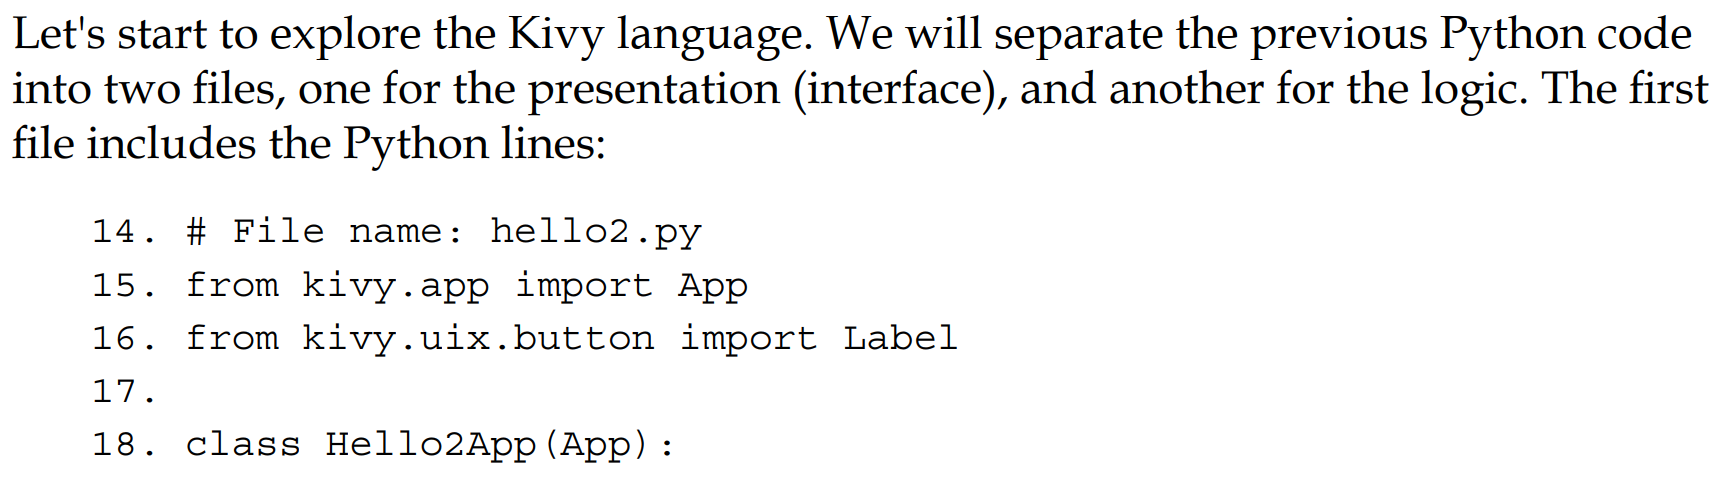 Let's start to explore the Kivy language. We will separate the previous Python code
into two files, one for the presentation (interface), and another for the logic. The first
file includes the Python lines:
14. # File name: hello2.py
15. from kivy.app import App
16. from kivy.uix.button import Label
17.
18. class Hello2App(App):